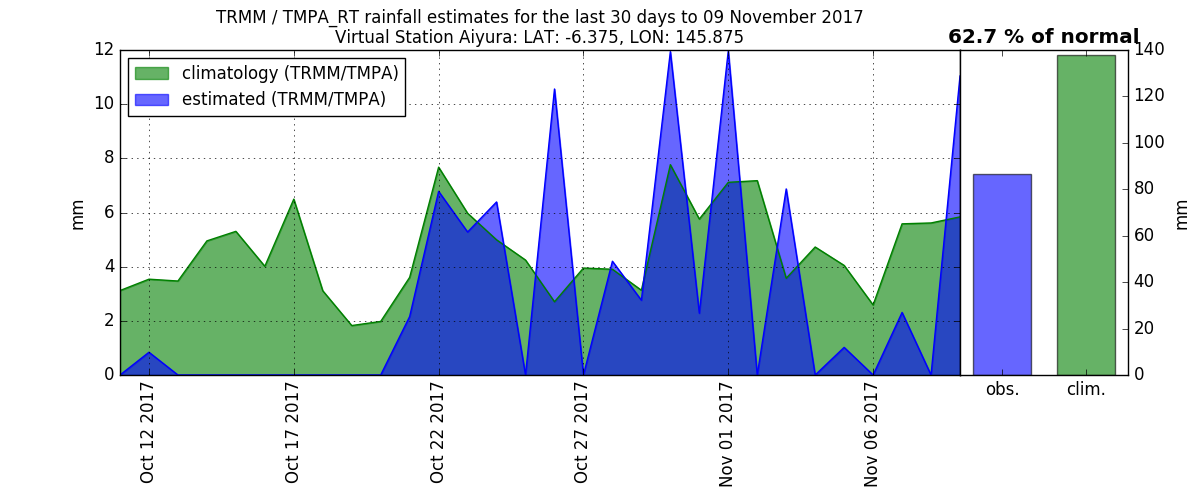 TRMM / TMPA_RT rainfall estimates for the last 30 days to 09 November 2017
Virtual Station Aiyura: LAT: -6.375, LON: 145.875
62.7 % of normal
climatology (TRMM/TMPA)
estimated (TRMM/TMPA)
12
10
8
6
4
2
0
mm
Oct 12 2017
Oct 17 2017
Oct 22 2017
Oct 27 2017
Nov 01 2017
Nov 06 2017
obs.
clim.
140
120
100
80
60
40
20
0
mm